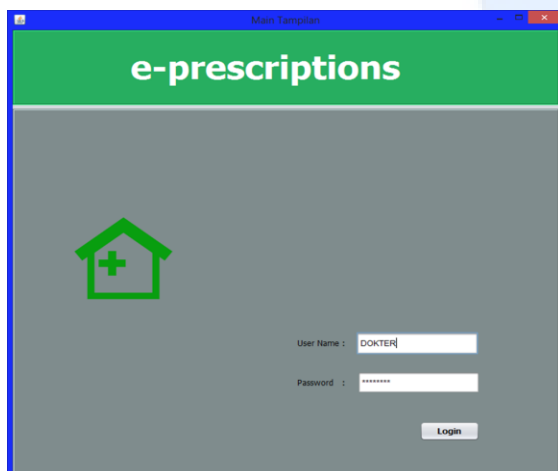 Main Tampilan
e-prescriptions
User Name : DOKTER
Password : ********
Login